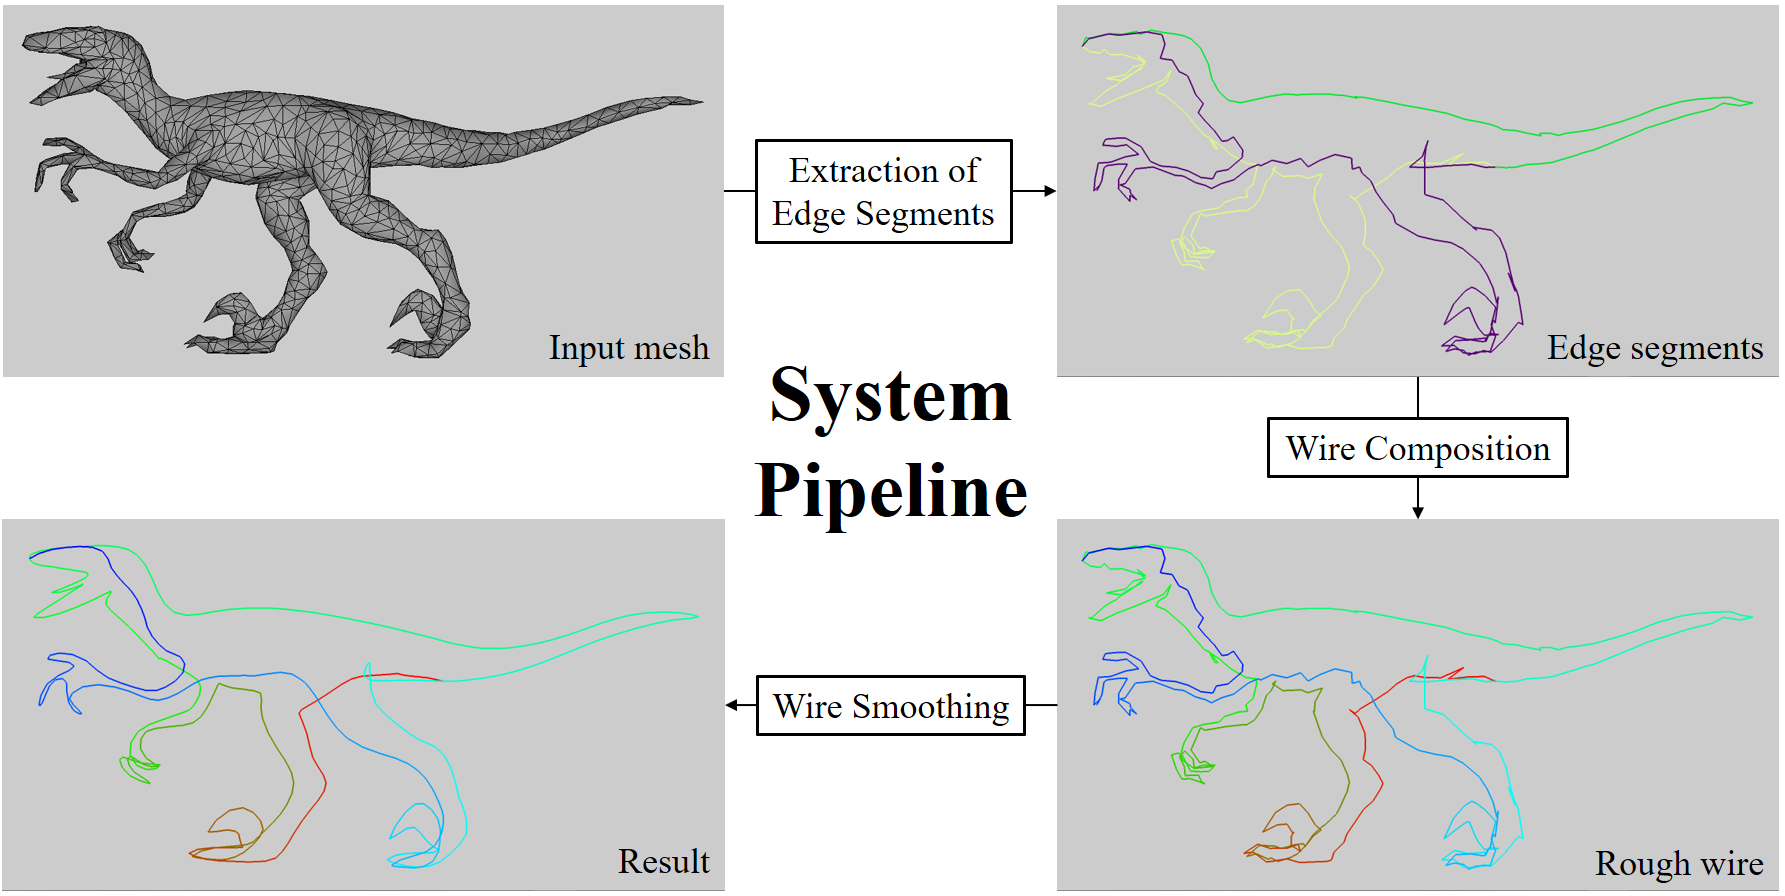 Input mesh
Extraction of
Edge Segments
Edge segments
System
Pipeline
Wire Composition
Rough wire
Wire Smoothing
Result